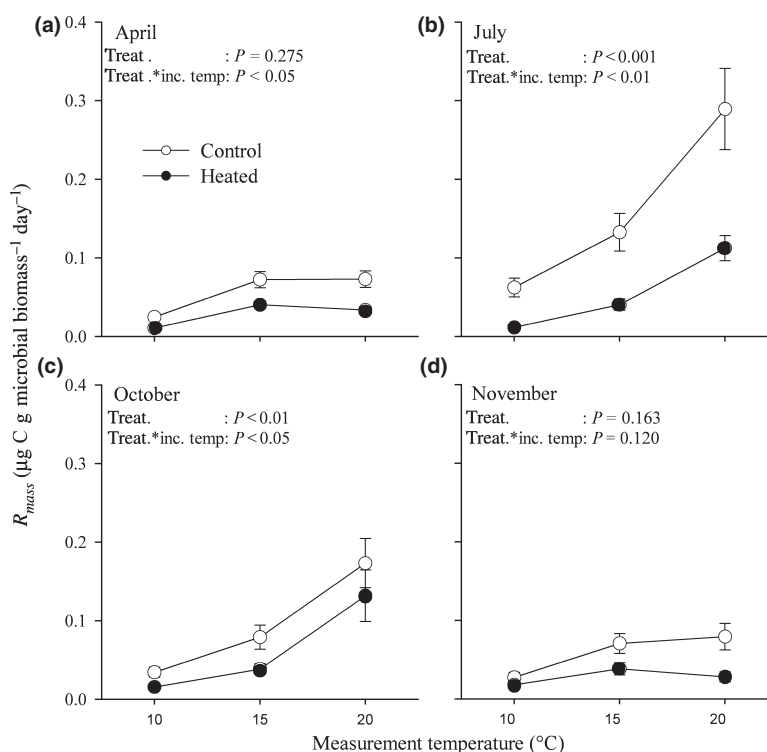 (a)
April
Treat. : P = 0.275
Treat.*inc. temp: P < 0.05
Control
Heated
0.4
0.3
0.2
0.1
0.0
(b)
July
Treat. : P < 0.001
Treat.*inc. temp: P < 0.01
(c)
October
Treat. : P < 0.01
Treat.*inc. temp: P < 0.05
0.4
0.3
0.2
0.1
0.0
10 15 20
(d)
November
Treat. : P = 0.163
Treat.*inc. temp: P = 0.120
10 15 20
R_mass (µg C g microbial biomass⁻¹ day⁻¹)
Measurement temperature (°C)